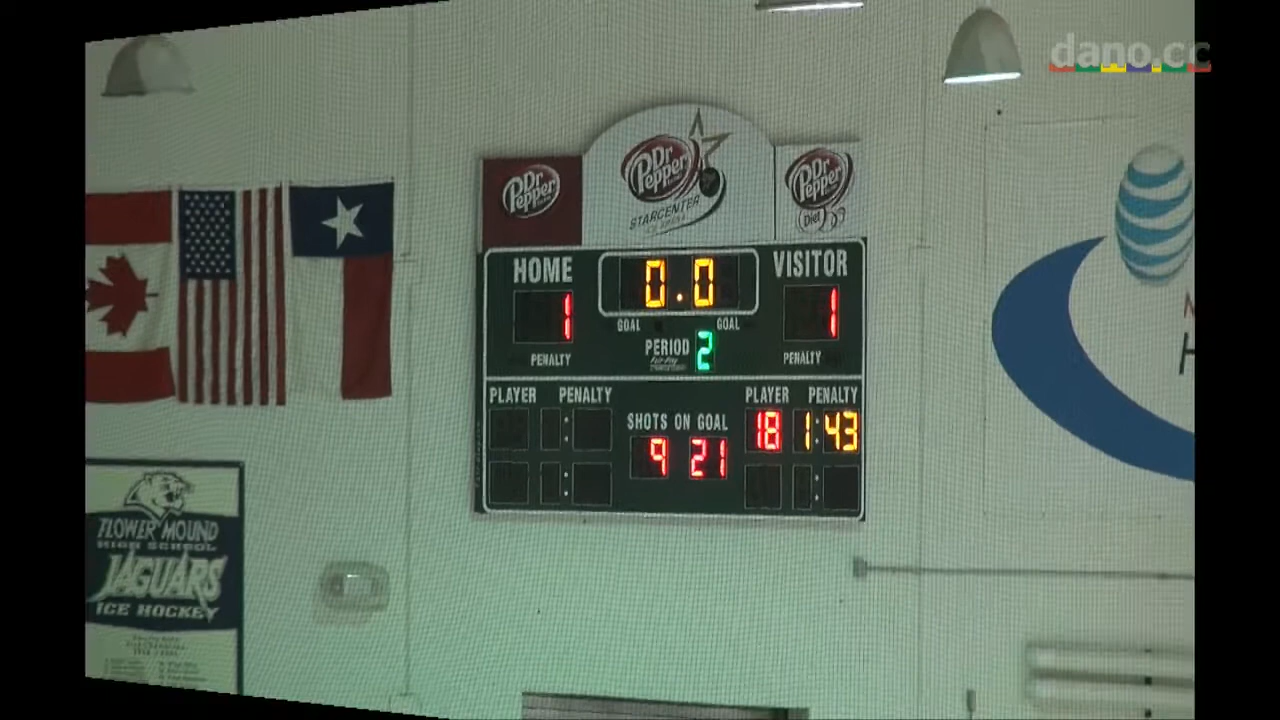 dano.cc
Dr Pepper
Dr Pepper
STARCENTER
ICE ARENA
Dr Pepper
Diet
HOME
0.0
VISITOR
1
1
GOAL
GOAL
PERIOD 2
PENALTY
PENALTY
PLAYER PENALTY
PLAYER PENALTY
SHOTS ON GOAL
18 1:43
9 21
FLOWER MOUND
HIGH SCHOOL
JAGUARS
ICE HOCKEY